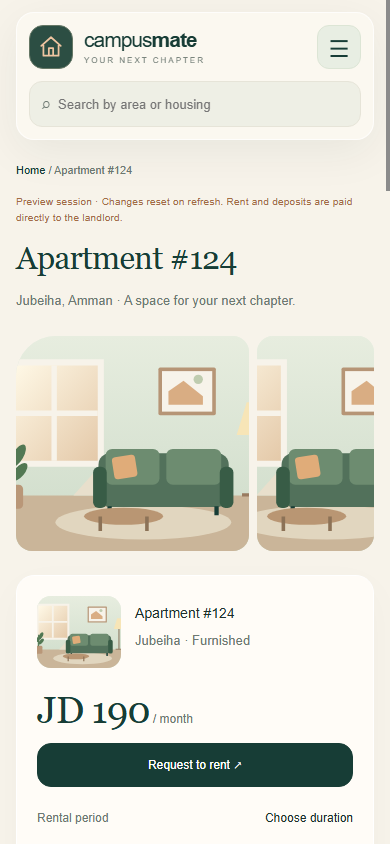 campusmate
YOUR NEXT CHAPTER
Search by area or housing
Home / Apartment #124
Preview session · Changes reset on refresh. Rent and deposits are paid
directly to the landlord.
Apartment #124
Jubeiha, Amman · A space for your next chapter.
Apartment #124
Jubeiha · Furnished
JD 190 / month
Request to rent ↗
Rental period Choose duration